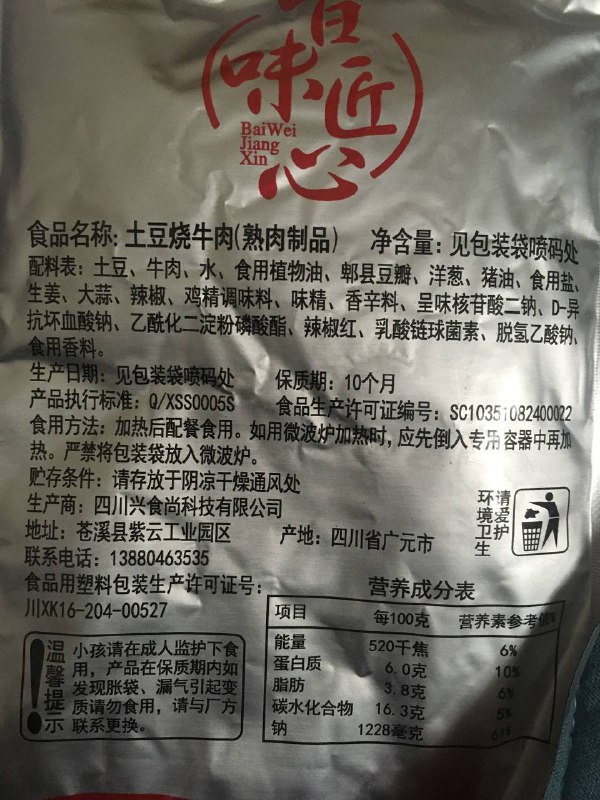 百
味匠
BaiWei
Jiang
Xin
心
食品名称: 土豆烧牛肉(熟肉制品) 净含量: 见包装袋喷码处
配料表: 土豆、牛肉、水、食用植物油、郫县豆瓣、洋葱、猪油、食用盐、
生姜、大蒜、辣椒、鸡精调味料、味精、香辛料、呈味核苷酸二钠、D-异
抗坏血酸钠、乙酰化二淀粉磷酸酯、辣椒红、乳酸链球菌素、脱氢乙酸钠、
食用香料。
生产日期: 见包装袋喷码处 保质期: 10个月
产品执行标准: Q/XSS0005S 食品生产许可证编号: SC10351082400022
食用方法: 加热后配餐食用。如用微波炉加热时,应先倒入专用容器中再加
热。严禁将包装袋放入微波炉。
贮存条件: 请存放于阴凉干燥通风处
生产商: 四川兴食尚科技有限公司
地址: 苍溪县紫云工业园区 产地: 四川省广元市
联系电话: 13880463535
食品用塑料包装生产许可证号:
川XK16-204-00527
请爱护
环境卫生
营养成分表
项目 每100克 营养素参考值%
能量 520千焦 6%
蛋白质 6.0克 10%
脂肪 3.8克 6%
碳水化合物 16.3克 5%
钠 1228毫克 61%
温馨提示
小孩请在成人监护下食
用,产品在保质期内如
发现胀袋、漏气引起变
质请勿食用,请与厂方
联系更换。